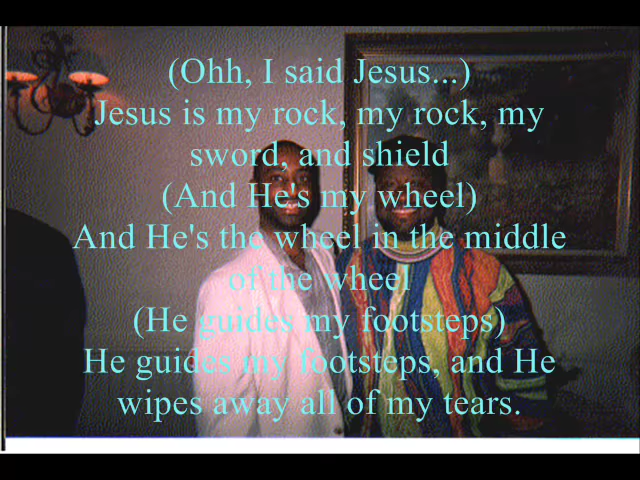 (Ohh, I said Jesus...)
Jesus is my rock, my rock, my
sword, and shield
(And He's my wheel)
And He's the wheel in the middle
of the wheel
(He guides my footsteps)
He guides my footsteps, and He
wipes away all of my tears.